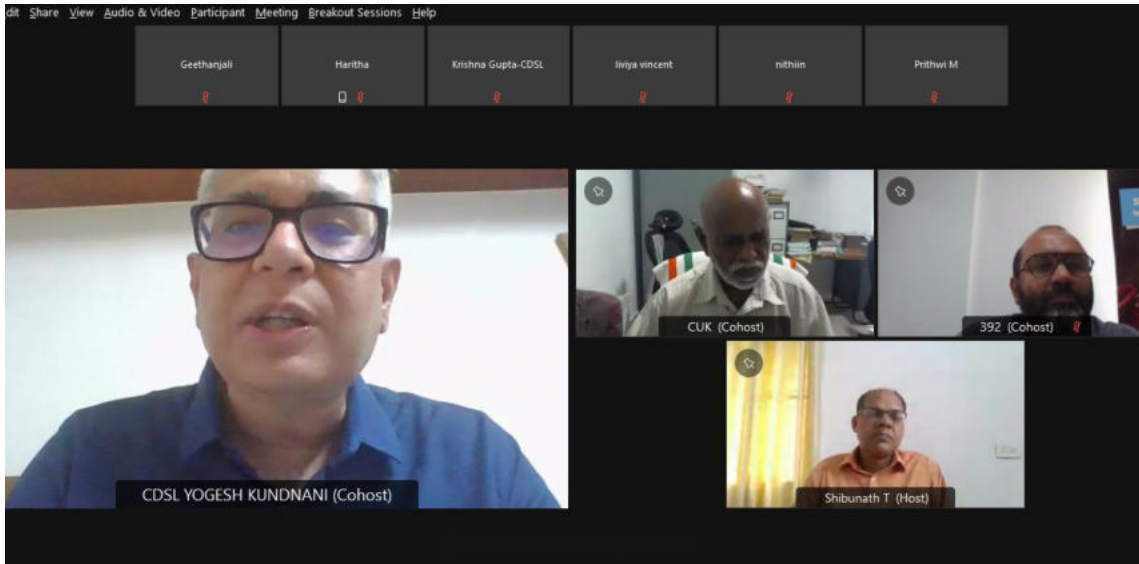 dit Share View Audio & Video Participant Meeting Breakout Sessions Help
Geethanjali
Haritha
Krishna Gupta-CDSL
liviya vincent
nithiin
Prithwi M
CUK (Cohost)
392 (Cohost)
CDSL YOGESH KUNDNANI (Cohost)
Shibunath T (Host)